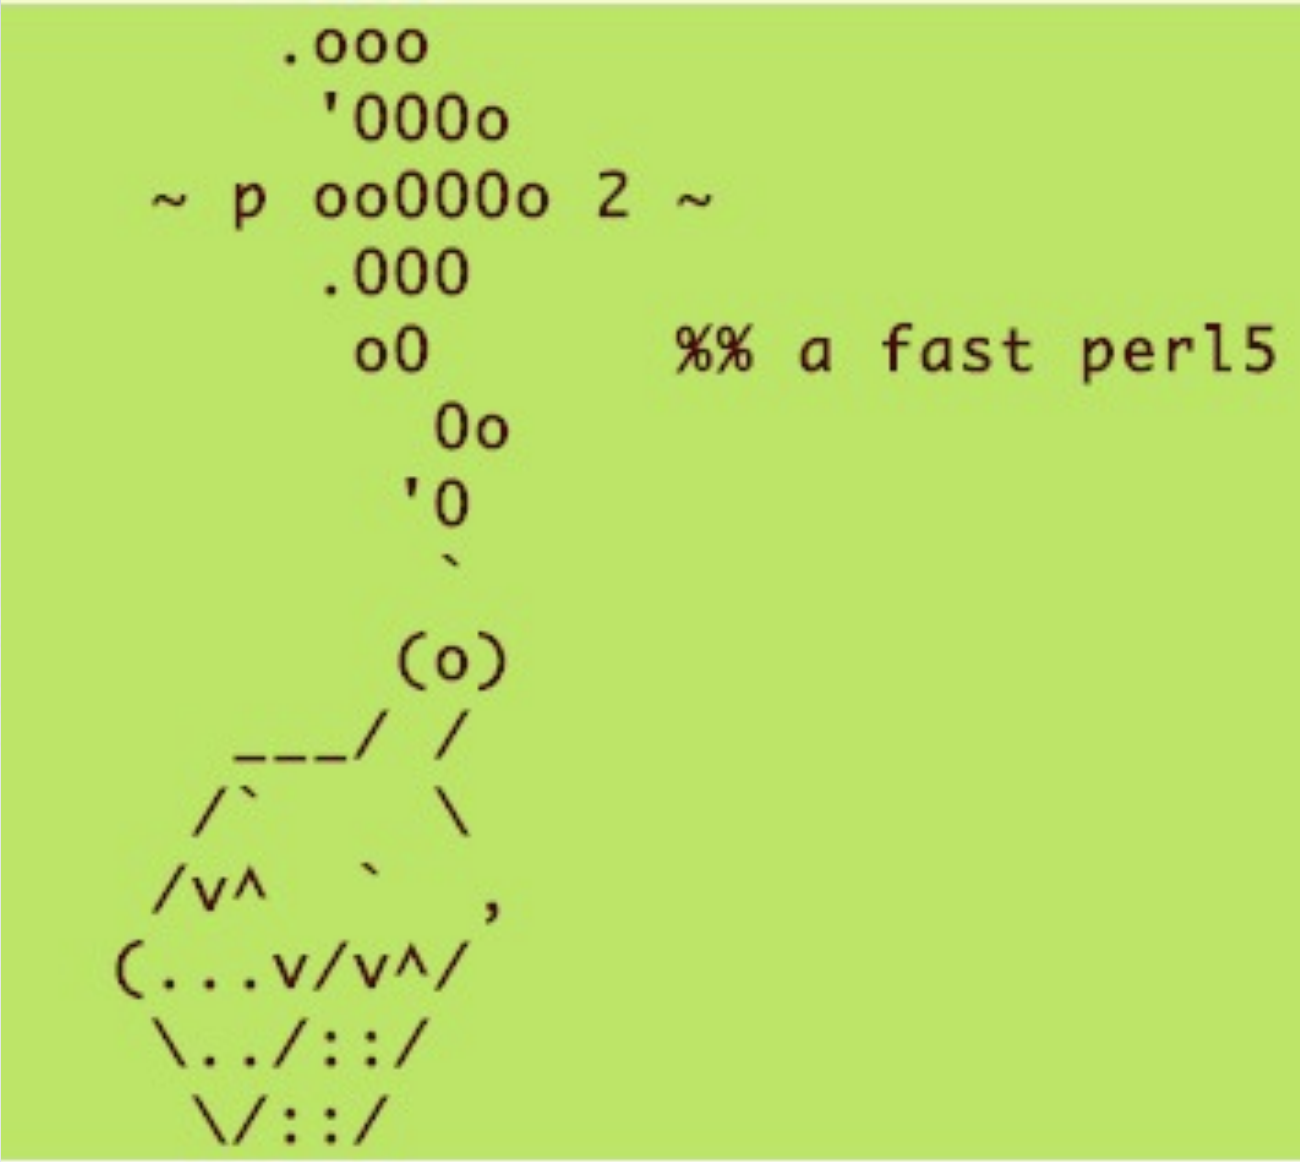 .ooo
'OOOo
~ p ooOOOo 2 ~
.OOO
oO %% a fast perl5
Oo
'O
`
(o)
___/ /
/` \
/v^ ` ,
(...v/v^/
\../::/
\/::/